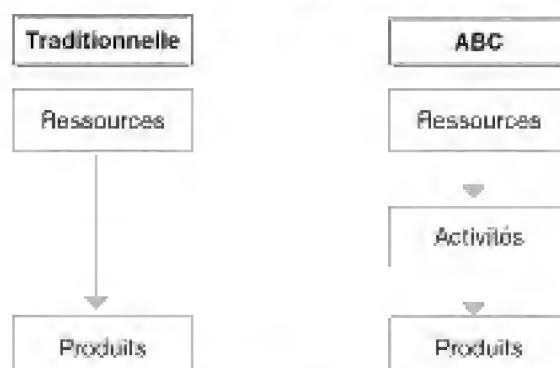 Traditionnelle
ABC
Ressources
Ressources
Activités
Produits
Produits